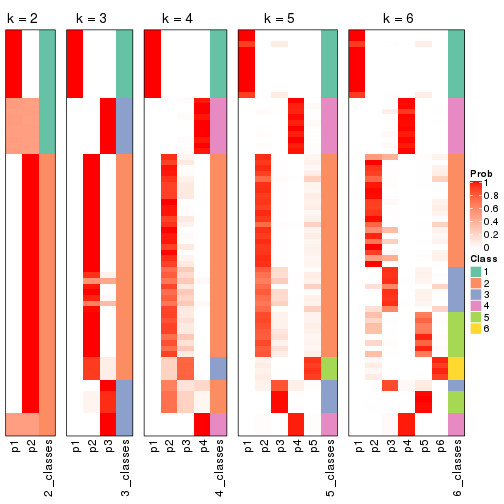 k = 2
k = 3
k = 4
k = 5
k = 6
Prob
1
0.8
0.6
0.4
0.2
0
Class
1
2
3
4
5
6
p1
p2
2_classes
p1
p2
p3
3_classes
p1
p2
p3
p4
4_classes
p1
p2
p3
p4
p5
5_classes
p1
p2
p3
p4
p5
p6
6_classes